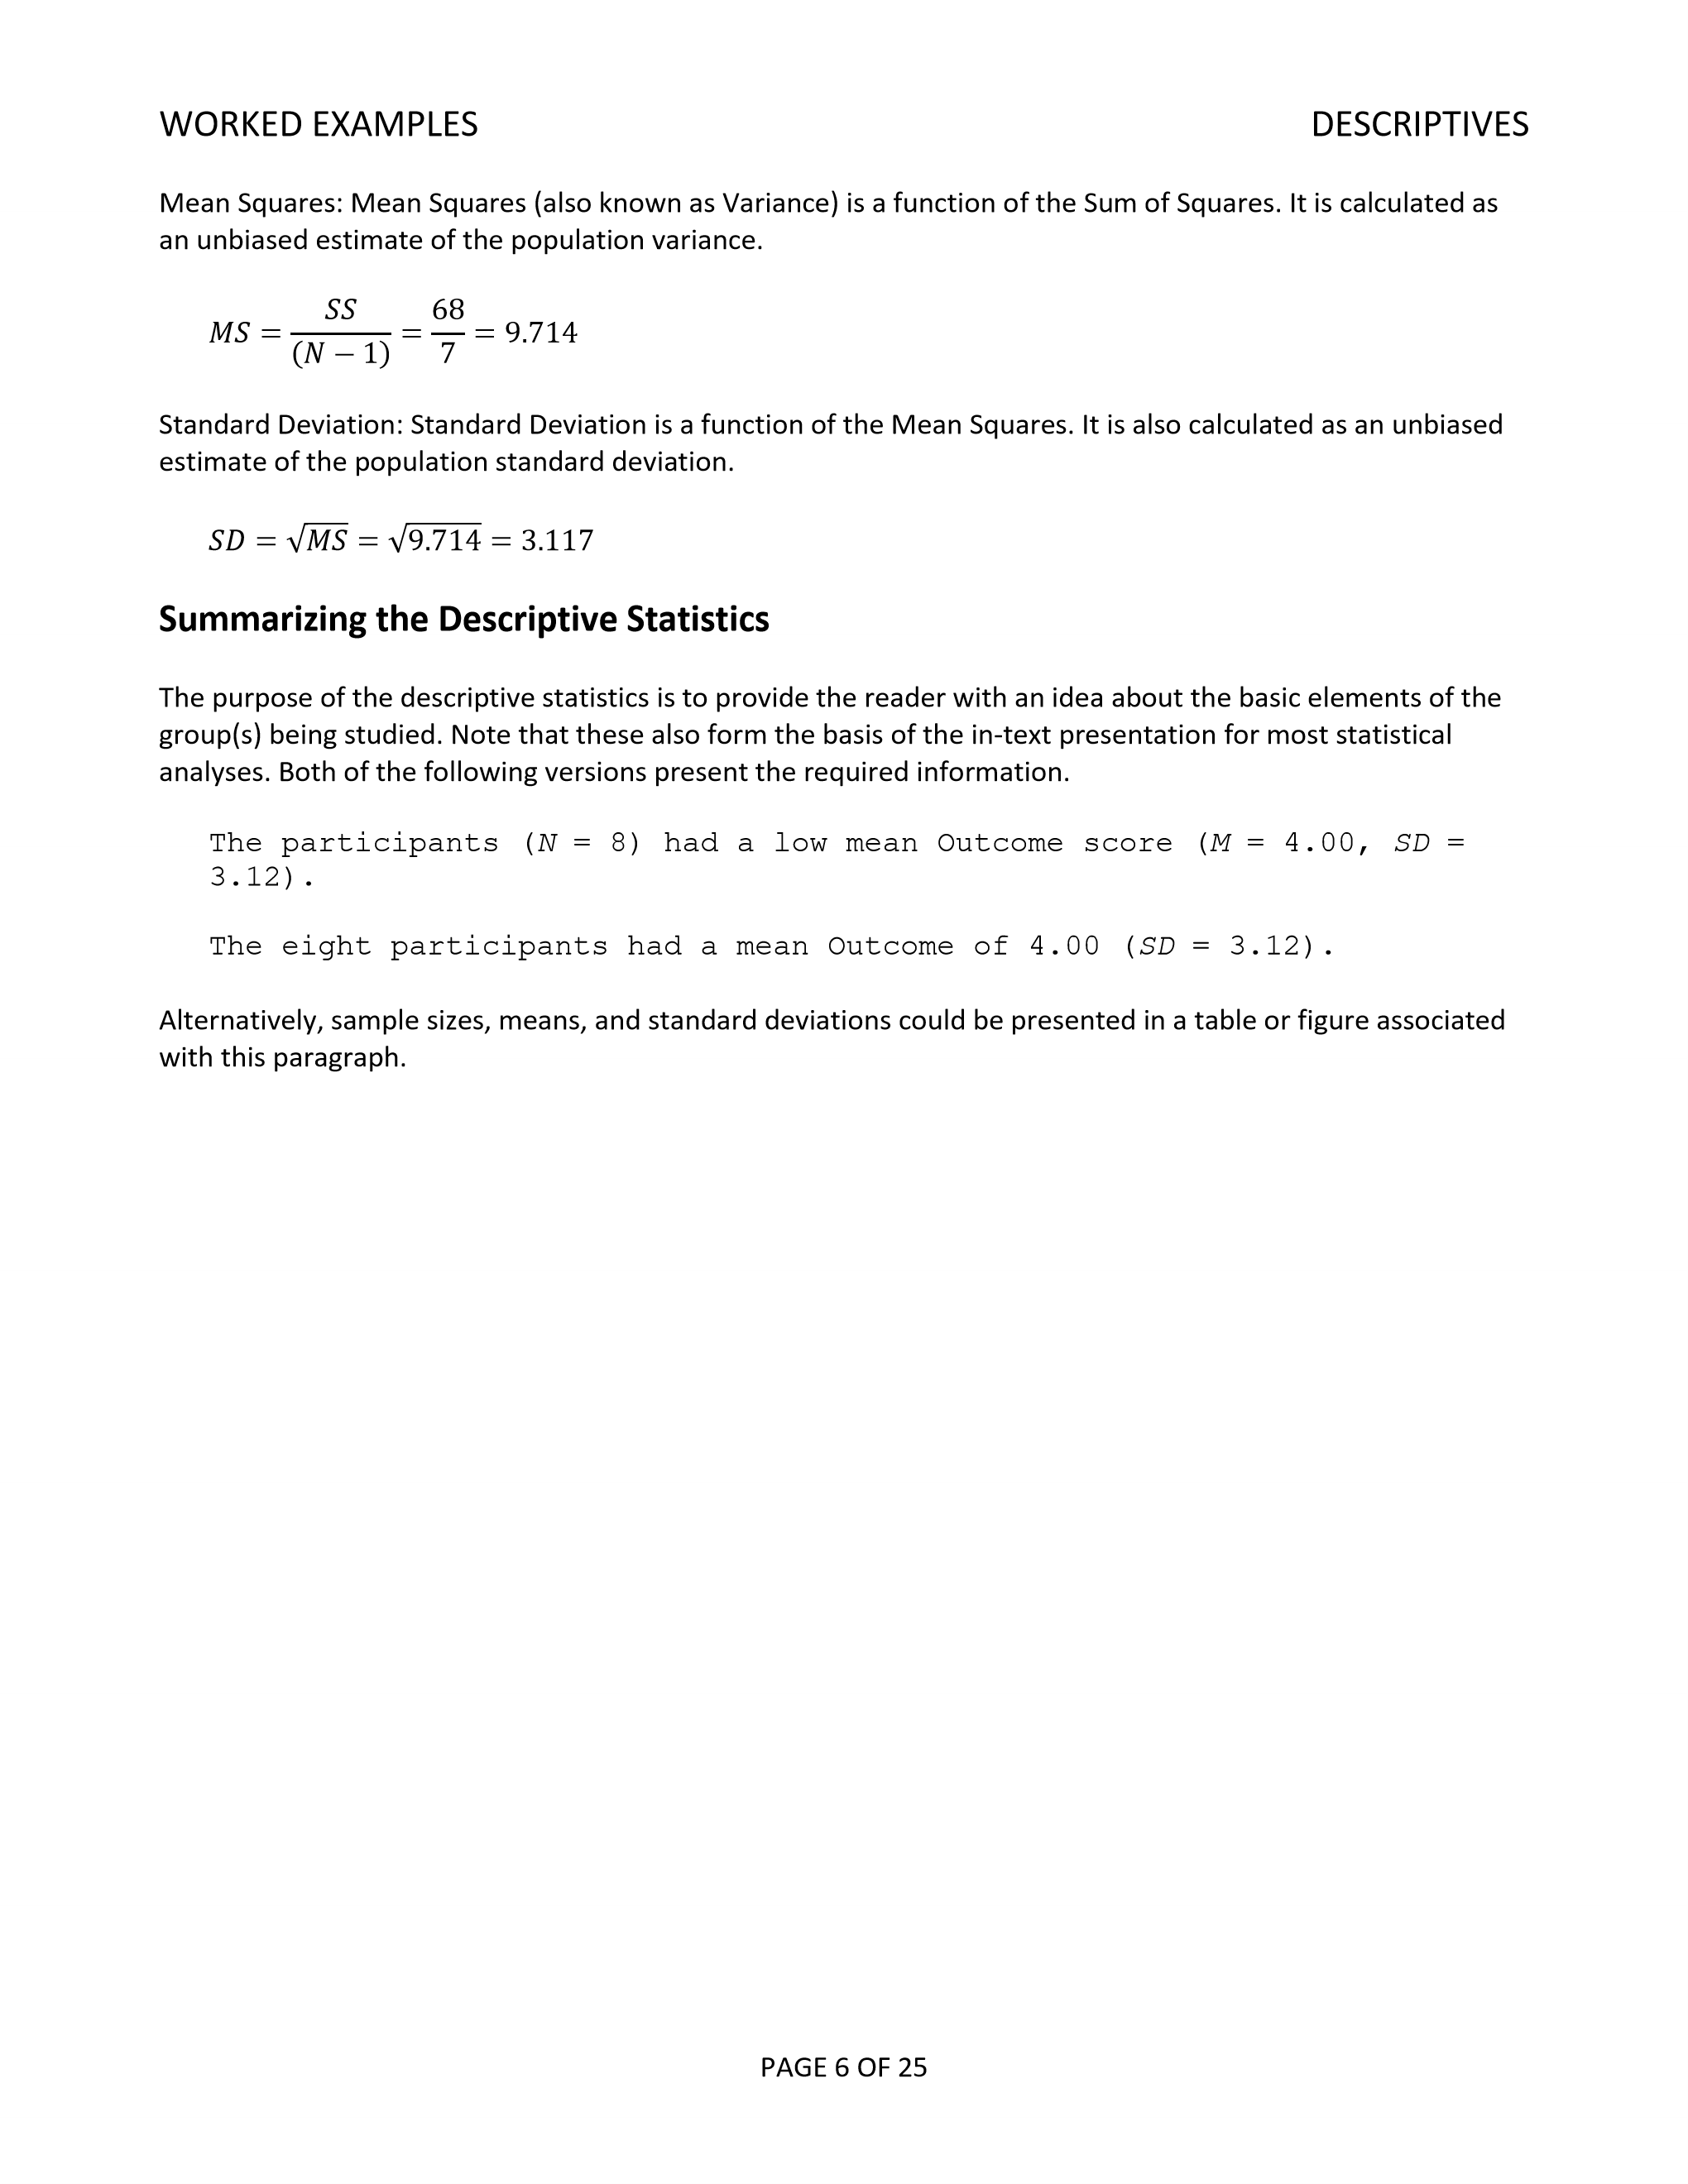 WORKED EXAMPLES DESCRIPTIVES
Mean Squares: Mean Squares (also known as Variance) is a function of the Sum of Squares. It is calculated as
an unbiased estimate of the population variance.
MS = SS / (N − 1) = 68 / 7 = 9.714
Standard Deviation: Standard Deviation is a function of the Mean Squares. It is also calculated as an unbiased
estimate of the population standard deviation.
SD = √MS = √9.714 = 3.117
Summarizing the Descriptive Statistics
The purpose of the descriptive statistics is to provide the reader with an idea about the basic elements of the
group(s) being studied. Note that these also form the basis of the in-text presentation for most statistical
analyses. Both of the following versions present the required information.
The participants (N = 8) had a low mean Outcome score (M = 4.00, SD =
3.12).
The eight participants had a mean Outcome of 4.00 (SD = 3.12).
Alternatively, sample sizes, means, and standard deviations could be presented in a table or figure associated
with this paragraph.
PAGE 6 OF 25